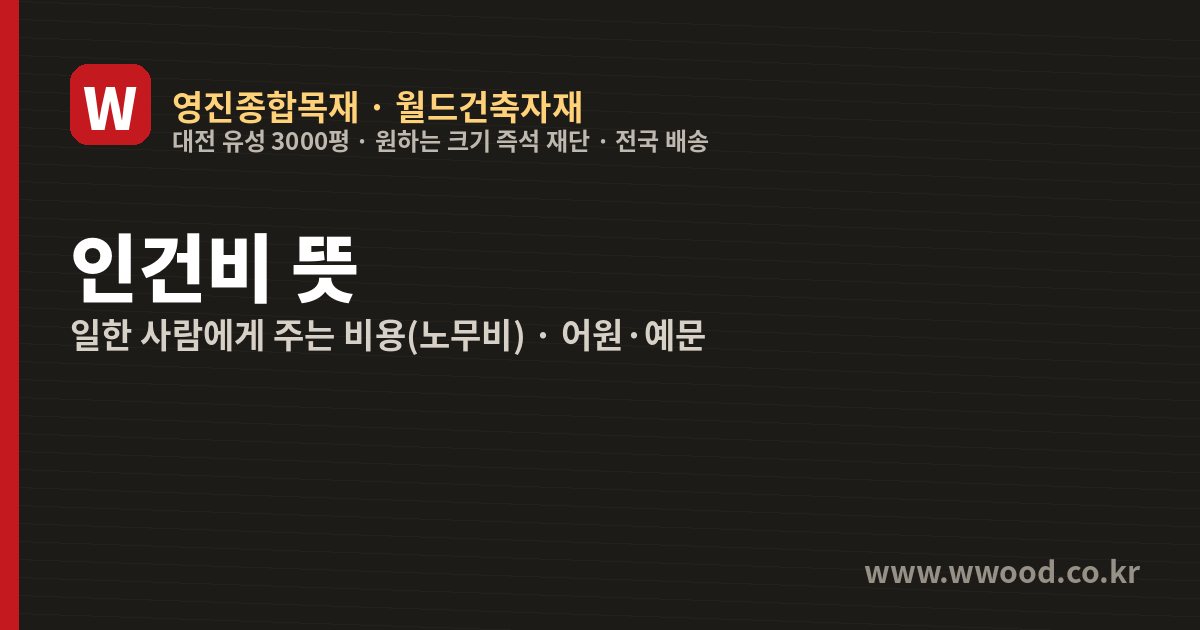 W
영진종합목재 · 월드건축자재
대전 유성 3000평 · 원하는 크기 즉석 재단 · 전국 배송
인건비 뜻
일한 사람에게 주는 비용(노무비) · 어원·예문
www.wwood.co.kr